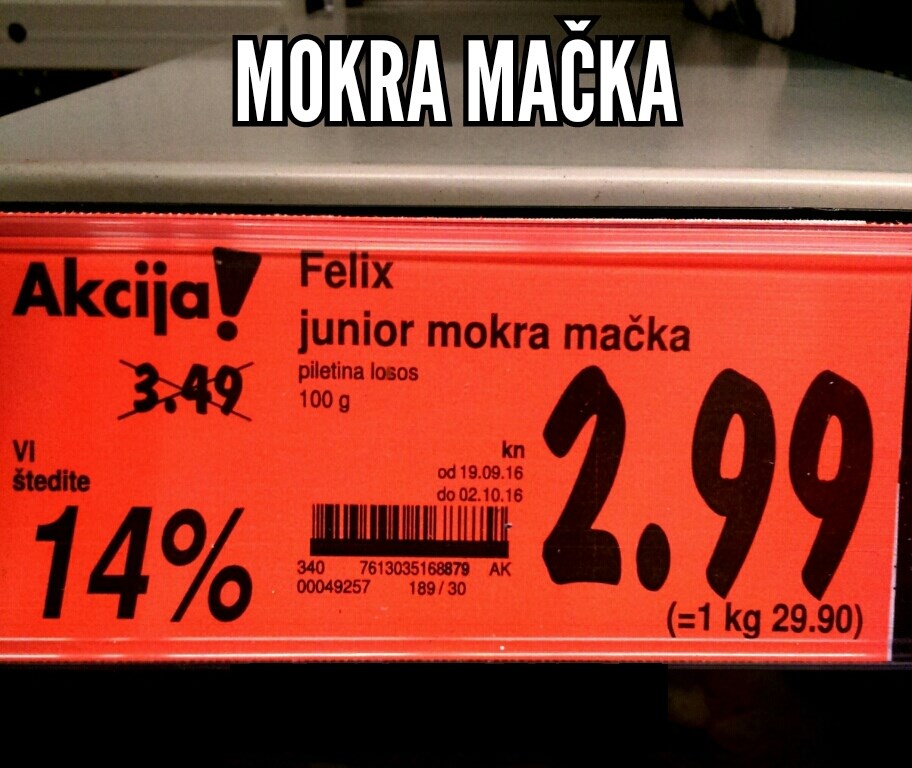 MOKRA MAČKA
Akcija!
3.49
Vi
štedite
14%
Felix
junior mokra mačka
piletina losos
100 g
kn
od 19.09.16
do 02.10.16
340 7613035168879 AK
00049257 189/30
2.99
(=1 kg 29.90)